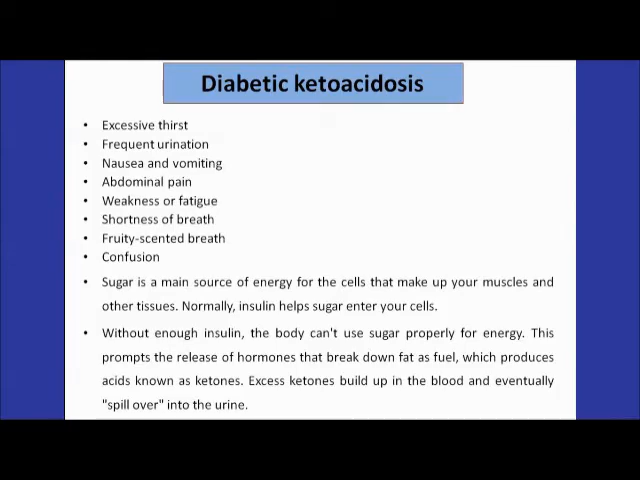 Diabetic ketoacidosis
• Excessive thirst
• Frequent urination
• Nausea and vomiting
• Abdominal pain
• Weakness or fatigue
• Shortness of breath
• Fruity-scented breath
• Confusion
• Sugar is a main source of energy for the cells that make up your muscles and
other tissues. Normally, insulin helps sugar enter your cells.
• Without enough insulin, the body can't use sugar properly for energy. This
prompts the release of hormones that break down fat as fuel, which produces
acids known as ketones. Excess ketones build up in the blood and eventually
"spill over" into the urine.